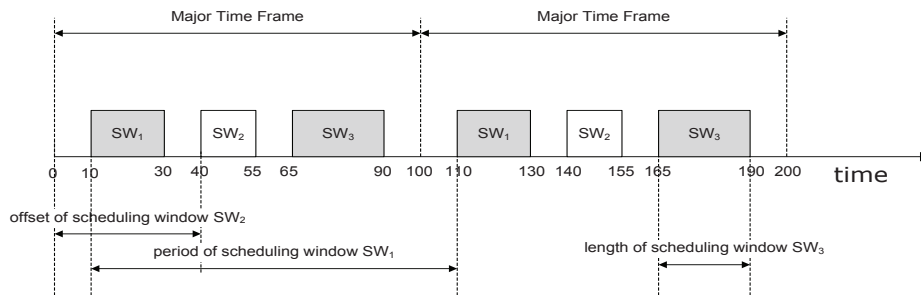 Major Time Frame Major Time Frame
SW₁ SW₂ SW₃ SW₁ SW₂ SW₃
0 10 30 40 55 65 90 100 110 130 140 155 165 190 200 time
offset of scheduling window SW₂
period of scheduling window SW₁
length of scheduling window SW₃